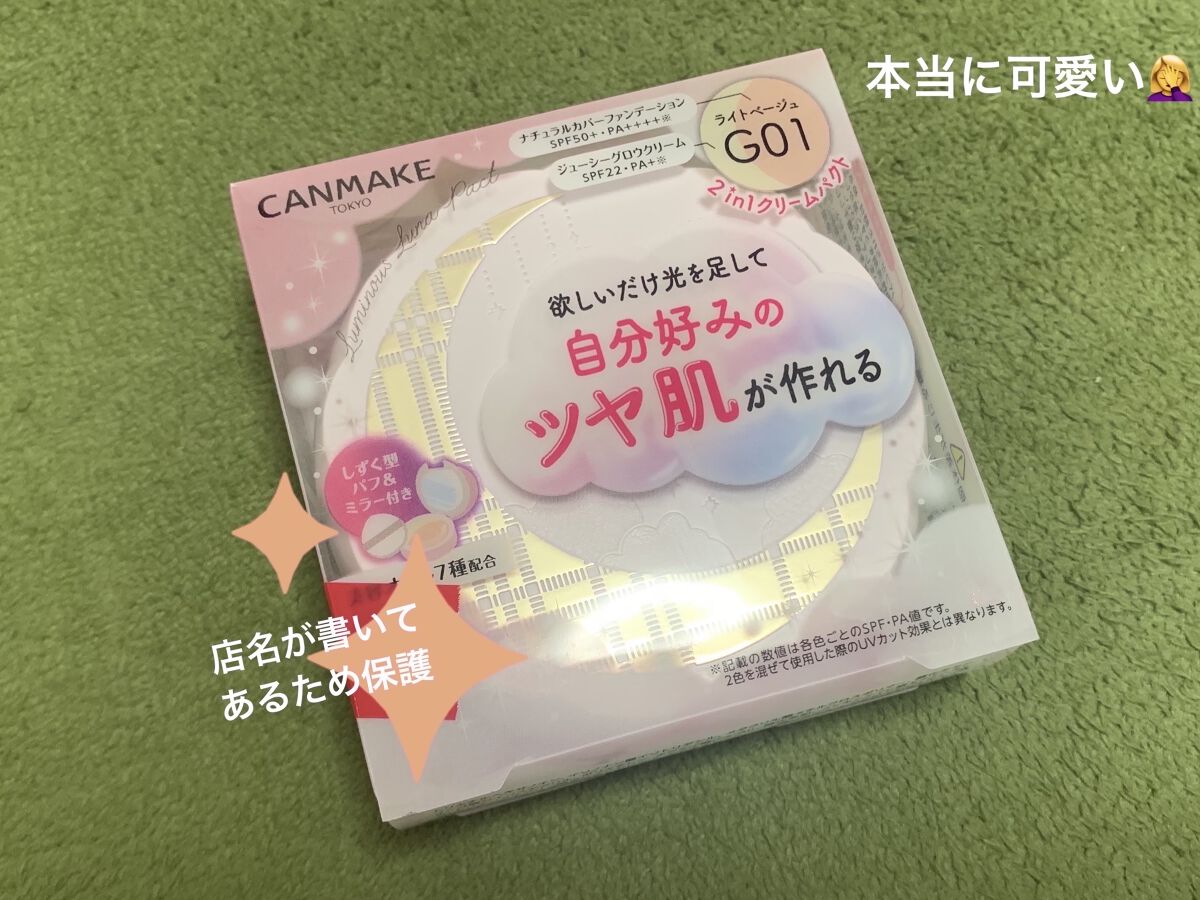 本当に可愛い🤦‍♀️
CANMAKE
TOKYO
Luminous Luna Pact
ナチュラルカバーファンデーション
SPF50+・PA++++※
ジューシーグロウクリーム
SPF22・PA+※
ライトベージュ
G01
2in1クリームパクト
欲しいだけ光を足して
自分好みの
ツヤ肌が作れる
しずく型
パフ&
ミラー付き
7種配合
店名が書いて
あるため保護
※記載の数値は各色ごとのSPF・PA値です。
2色を混ぜて使用した際のUVカット効果とは異なります。